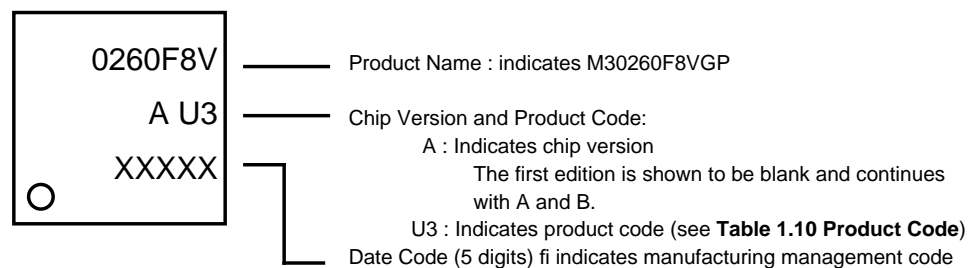 0260F8V
A U3
XXXXX
Product Name : indicates M30260F8VGP
Chip Version and Product Code:
A : Indicates chip version
The first edition is shown to be blank and continues
with A and B.
U3 : Indicates product code (see Table 1.10 Product Code)
Date Code (5 digits) fi indicates manufacturing management code